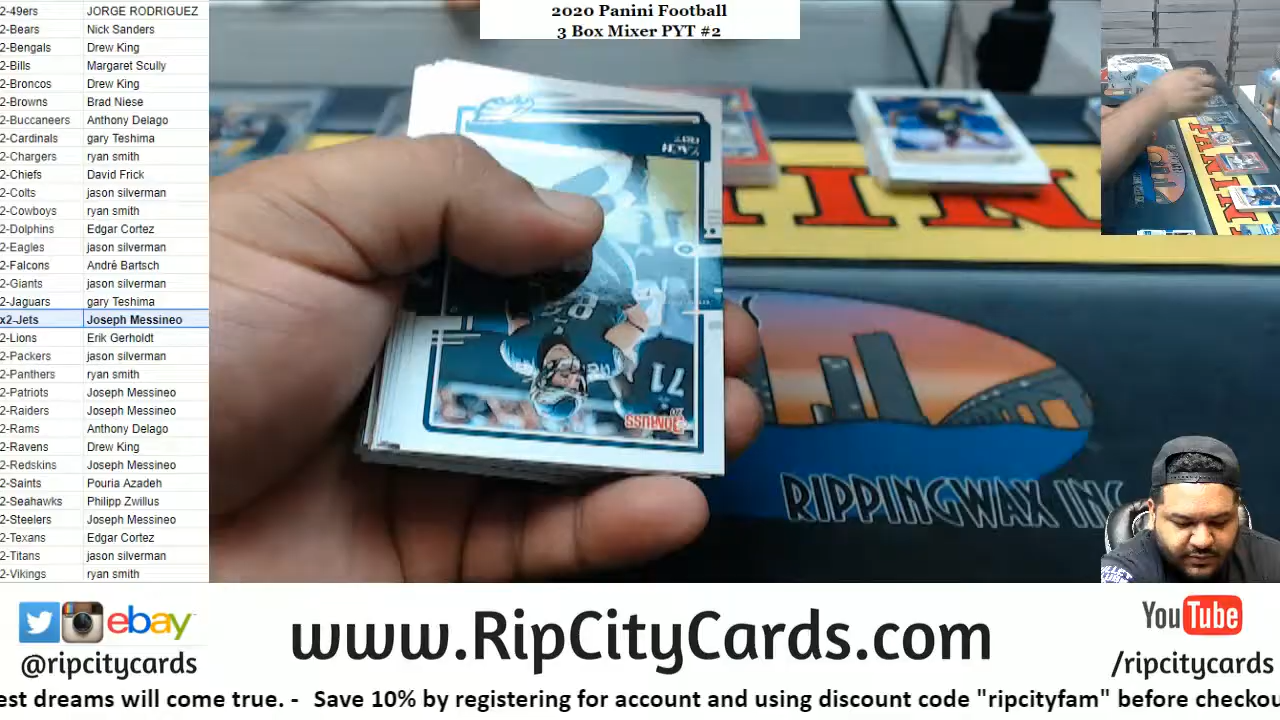 2020 Panini Football
3 Box Mixer PYT #2
2-49ers JORGE RODRIGUEZ
2-Bears Nick Sanders
2-Bengals Drew King
2-Bills Margaret Scully
2-Broncos Drew King
2-Browns Brad Niese
2-Buccaneers Anthony Delago
2-Cardinals gary Teshima
2-Chargers ryan smith
2-Chiefs David Frick
2-Colts jason silverman
2-Cowboys ryan smith
2-Dolphins Edgar Cortez
2-Eagles jason silverman
2-Falcons André Bartsch
2-Giants jason silverman
2-Jaguars gary Teshima
x2-Jets Joseph Messineo
2-Lions Erik Gerholdt
2-Packers jason silverman
2-Panthers ryan smith
2-Patriots Joseph Messineo
2-Raiders Joseph Messineo
2-Rams Anthony Delago
2-Ravens Drew King
2-Redskins Joseph Messineo
2-Saints Pouria Azadeh
2-Seahawks Philipp Zwillus
2-Steelers Joseph Messineo
2-Texans Edgar Cortez
2-Titans jason silverman
2-Vikings ryan smith
ZACH
71
DONRUSS
RIPPINGWAX INC
ebay
@ripcitycards
www.RipCityCards.com
YouTube
/ripcitycards
est dreams will come true. - Save 10% by registering for account and using discount code "ripcityfam" before checkou